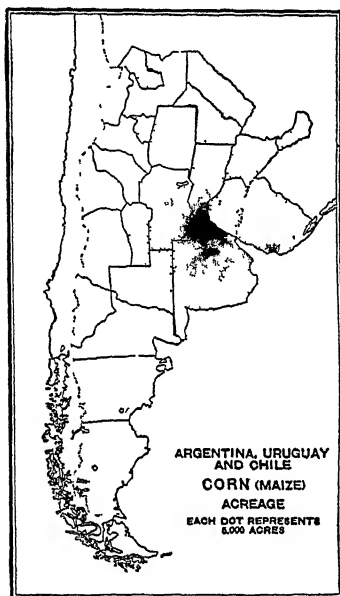 ARGENTINA, URUGUAY
AND CHILE
CORN (MAIZE)
ACREAGE
EACH DOT REPRESENTS
5,000 ACRES